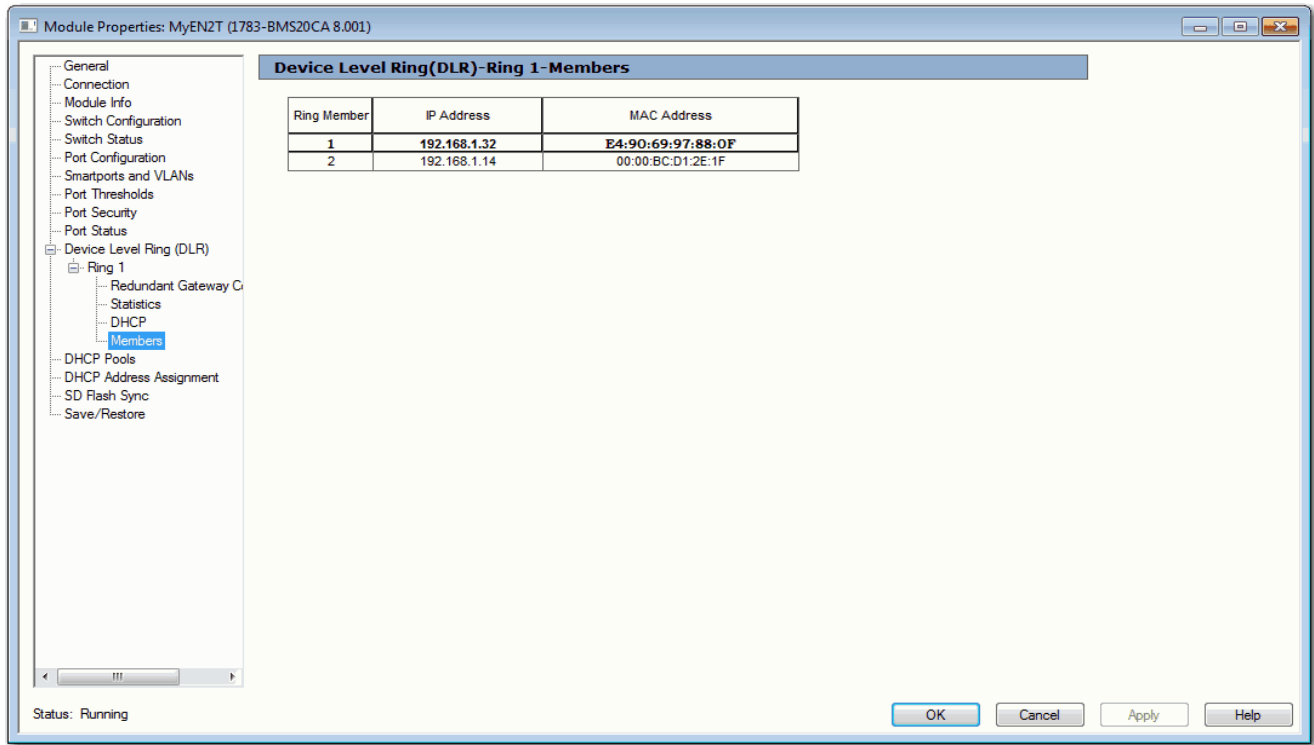 Module Properties: MyEN2T (1783-BMS20CA 8.001)
General
Connection
Module Info
Switch Configuration
Switch Status
Port Configuration
Smartports and VLANs
Port Thresholds
Port Security
Port Status
Device Level Ring (DLR)
Ring 1
Redundant Gateway C
Statistics
DHCP
Members
DHCP Pools
DHCP Address Assignment
SD Flash Sync
Save/Restore
Device Level Ring(DLR)-Ring 1-Members
Ring Member IP Address MAC Address
1 192.168.1.32 E4:90:69:97:88:0F
2 192.168.1.14 00:00:BC:D1:2E:1F
Status: Running
OK Cancel Apply Help